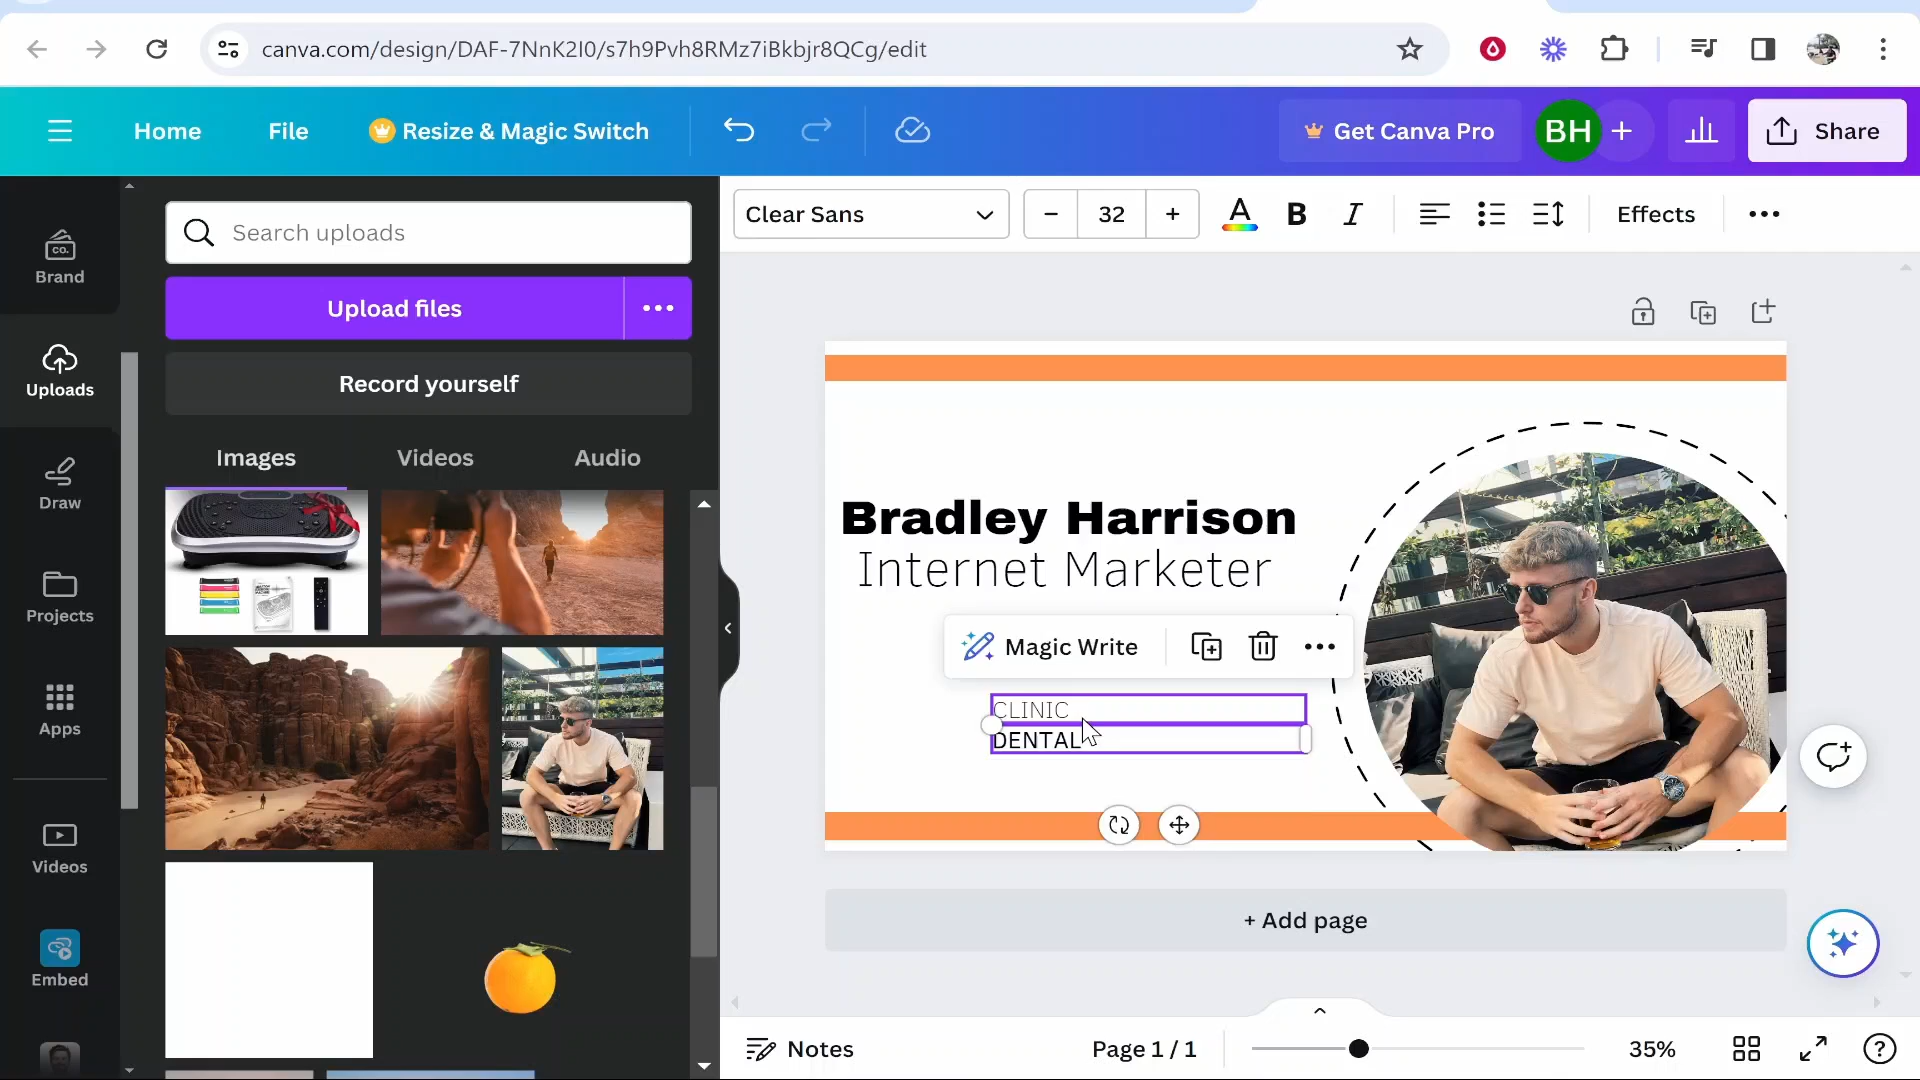 canva.com/design/DAF-7NnK2I0/s7h9Pvh8RMz7iBkbjr8QCg/edit
Home File Resize & Magic Switch Get Canva Pro BH + Share
Brand
Uploads
Draw
Projects
Apps
Videos
Embed
Search uploads
Upload files
Record yourself
Images Videos Audio
Clear Sans − 32 + A B I Effects
Bradley Harrison
Internet Marketer
Magic Write
CLINIC
DENTAL
+ Add page
Notes Page 1 / 1 35%